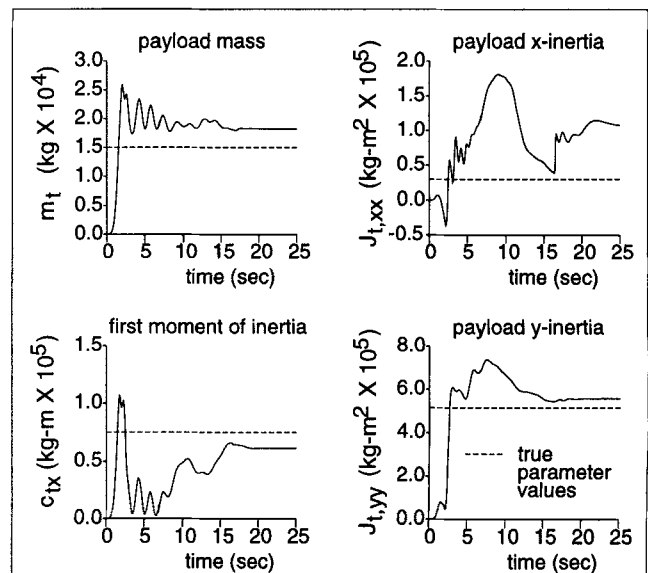 payload mass
3.0
2.5
2.0
1.5
1.0
0.5
0.0
0 5 10 15 20 25
time (sec)
m_t (kg X 10^4)
payload x-inertia
2.0
1.5
1.0
0.5
0.0
-0.5
0 5 10 15 20 25
time (sec)
J_t,xx (kg-m² X 10^5)
first moment of inertia
1.5
1.0
0.5
0.0
0 5 10 15 20 25
time (sec)
c_tx (kg-m X 10^5)
payload y-inertia
8.0
6.0
4.0
2.0
0.0
0 5 10 15 20 25
time (sec)
J_t,yy (kg-m² X 10^5)
true
parameter
values